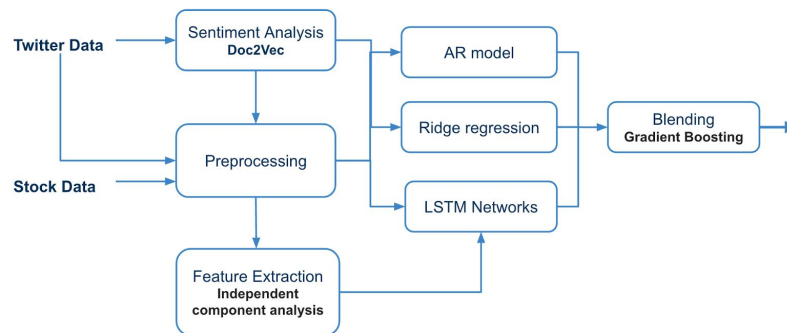 Twitter Data
Stock Data
Sentiment Analysis
Doc2Vec
Preprocessing
Feature Extraction
Independent
component analysis
AR model
Ridge regression
LSTM Networks
Blending
Gradient Boosting